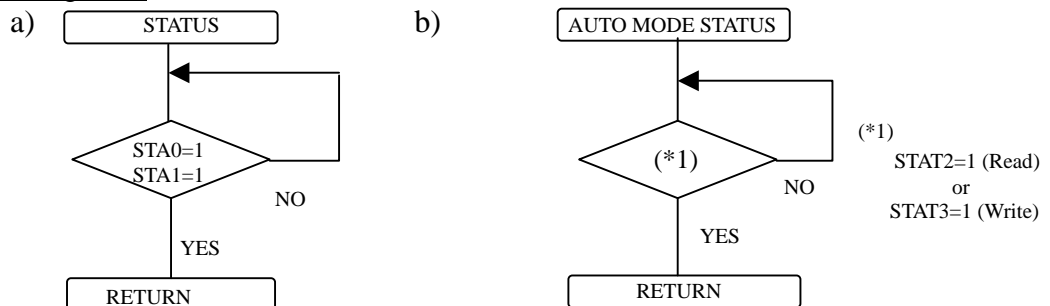 a)
STATUS
STA0=1
STA1=1
NO
YES
RETURN
b)
AUTO MODE STATUS
(*1)
NO
YES
RETURN
(*1)
STAT2=1 (Read)
or
STAT3=1 (Write)